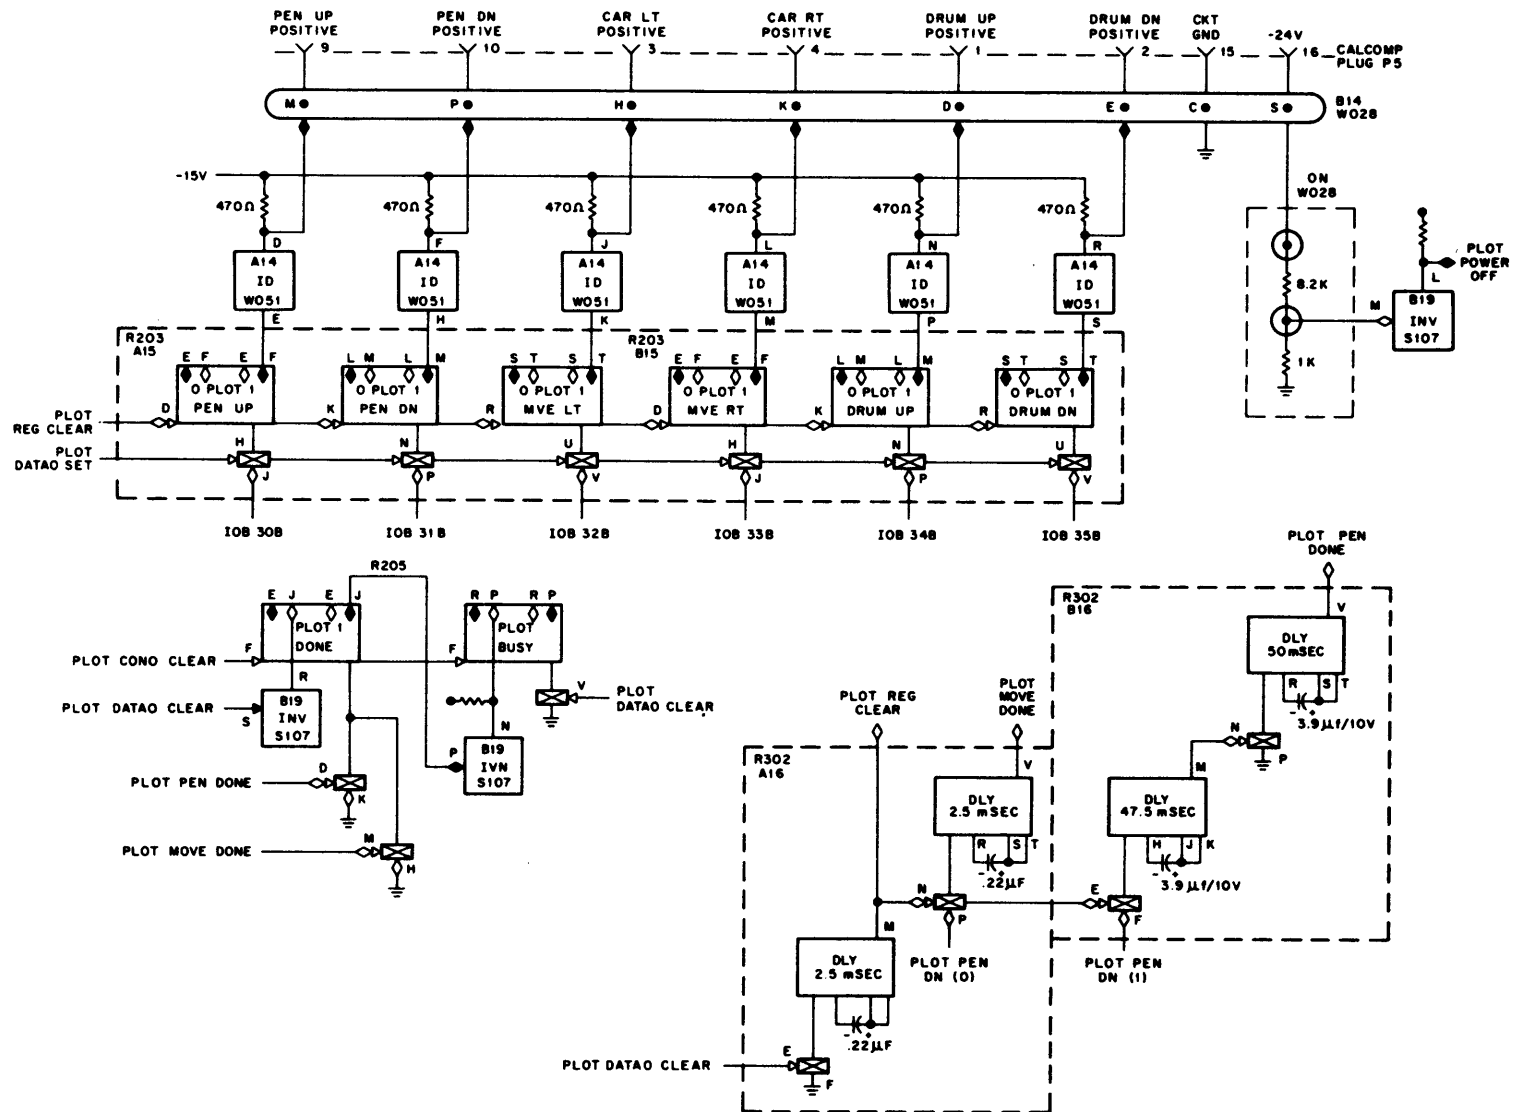 PEN UP
POSITIVE
9
PEN DN
POSITIVE
10
CAR LT
POSITIVE
3
CAR RT
POSITIVE
4
DRUM UP
POSITIVE
1
DRUM DN
POSITIVE
2
CKT
GND
15
-24V
16
CALCOMP
PLUG P5
M P H K D E C S
B14
W028
-15V
470Ω 470Ω 470Ω 470Ω 470Ω 470Ω
D F J L N R
A14
ID
W051
A14
ID
W051
A14
ID
W051
A14
ID
W051
A14
ID
W051
A14
ID
W051
E H K M P S
ON
W028
8.2K
1K
M
L
PLOT
POWER
OFF
B19
INV
S107
R203
A15
R203
B15
E F E F
L M L M
S T S T
E F E F
L M L M
S T S T
0 PLOT 1
PEN UP
0 PLOT 1
PEN DN
0 PLOT 1
MVE LT
0 PLOT 1
MVE RT
0 PLOT 1
DRUM UP
0 PLOT 1
DRUM DN
PLOT
REG CLEAR
D K R D K R
PLOT
DATAO SET
H N U H N U
J P V J P V
IOB 30B IOB 31B IOB 32B IOB 33B IOB 34B IOB 35B
R205
E J E J
PLOT 1
DONE
R P R P
PLOT
BUSY
PLOT CONO CLEAR
F
F
R
PLOT DATAO CLEAR
S
B19
INV
S107
V
PLOT
DATAO CLEAR
N
P
B19
IVN
S107
PLOT PEN DONE
D
K
PLOT MOVE DONE
M
H
PLOT PEN
DONE
R302
B16
V
DLY
50 mSEC
R S T
- +
3.9μf/10V
N
P
M
DLY
47.5 mSEC
H J K
- +
3.9μf/10V
E
F
PLOT PEN
DN (1)
PLOT REG
CLEAR
PLOT
MOVE
DONE
R302
A16
V
DLY
2.5 mSEC
R S T
- +
.22μF
N
P
PLOT PEN
DN (0)
M
DLY
2.5 mSEC
- +
.22μF
PLOT DATAO CLEAR
E
F